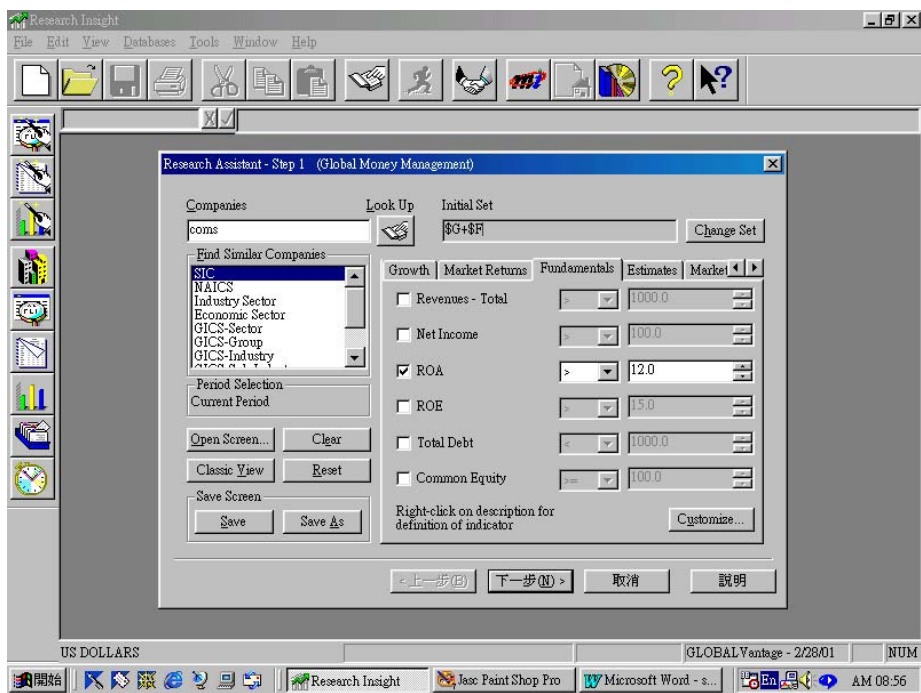 Research Insight
File Edit View Databases Tools Window Help
Research Assistant - Step 1 (Global Money Management)
Companies
Look Up
Initial Set
coms
$G+$F
Change Set
Find Similar Companies
SIC
NAICS
Industry Sector
Economic Sector
GICS-Sector
GICS-Group
GICS-Industry
Period Selection
Current Period
Open Screen... Clear
Classic View Reset
Save Screen
Save Save As
Growth Market Returns Fundamentals Estimates Market
Revenues - Total > 1000.0
Net Income > 100.0
ROA > 12.0
ROE > 15.0
Total Debt < 1000.0
Common Equity >= 100.0
Right-click on description for
definition of indicator
Customize...
<上一步(B) 下一步(N) > 取消 說明
US DOLLARS GLOBALVantage - 2/28/01 NUM
開始 Research Insight Jasc Paint Shop Pro Microsoft Word - s... En AM 08:56